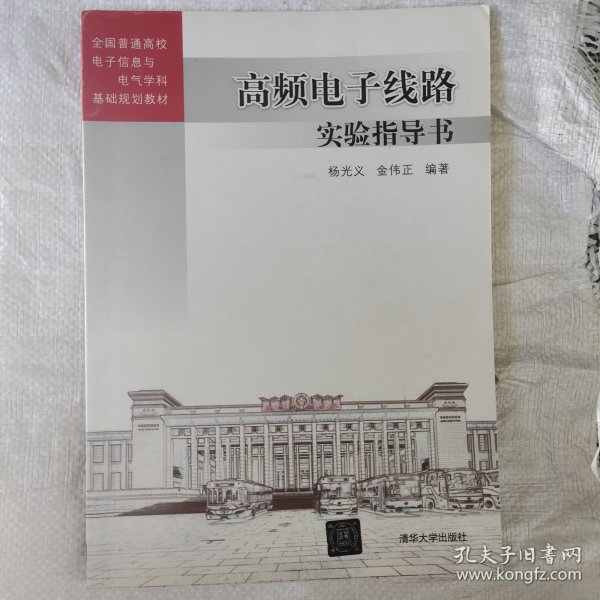 全国普通高校
电子信息与
电气学科
基础规划教材
高频电子线路
实验指导书
杨光义 金伟正 编著
清华大学出版社
孔夫子旧书网
www.kongfz.com